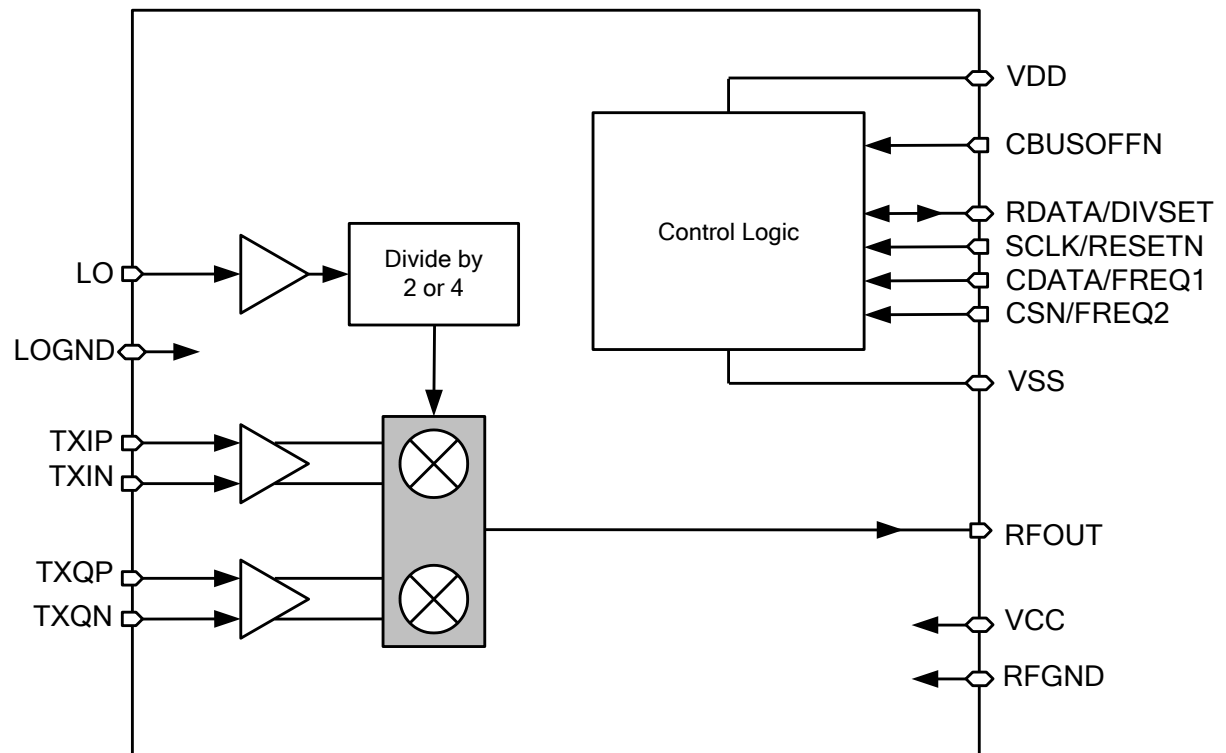 VDD
CBUSOFFN
RDATA/DIVSET
SCLK/RESETN
CDATA/FREQ1
CSN/FREQ2
VSS
Control Logic
LO
Divide by
2 or 4
LOGND
TXIP
TXIN
TXQP
TXQN
RFOUT
VCC
RFGND